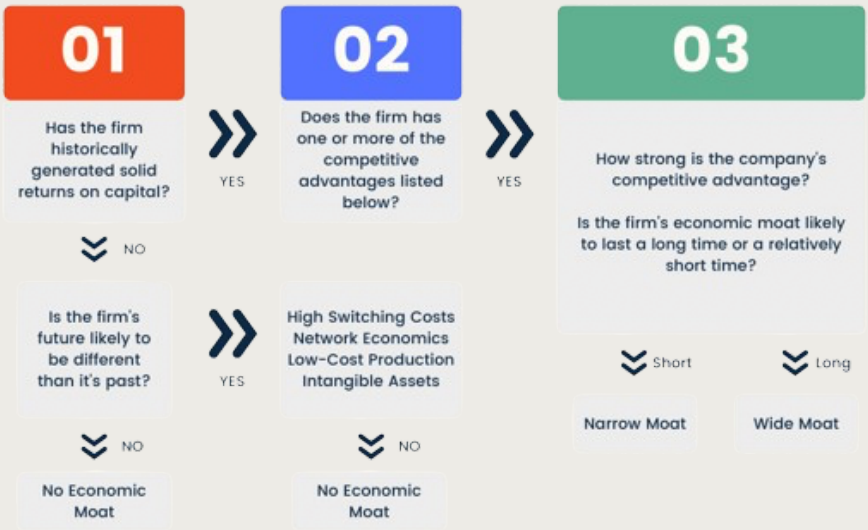 01
Has the firm
historically
generated solid
returns on capital?
YES
NO
Is the firm's
future likely to
be different
than it's past?
YES
NO
No Economic
Moat
02
Does the firm has
one or more of the
competitive
advantages listed
below?
YES
High Switching Costs
Network Economics
Low-Cost Production
Intangible Assets
NO
No Economic
Moat
03
How strong is the company's
competitive advantage?
Is the firm's economic moat likely
to last a long time or a relatively
short time?
Short
Long
Narrow Moat
Wide Moat